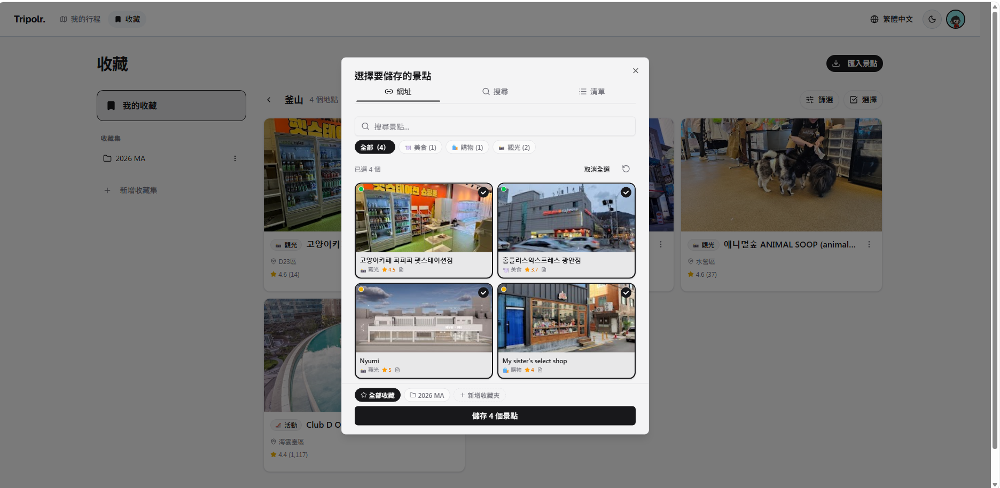 Tripolr.
我的行程
收藏
繁體中文
收藏
匯入景點
我的收藏
收藏集
2026 MA
新增收藏集
釜山 4 個地點
篩選
選擇
觀光 고양이카
D23區
4.6 (14)
觀光 애니멀숲 ANIMAL SOOP (animal...
水營區
4.6 (37)
活動 Club D O
海雲臺區
4.4 (1,117)
選擇要儲存的景點
網址
搜尋
清單
搜尋景點...
全部 (4)
美食 (1)
購物 (1)
觀光 (2)
已選 4 個
取消全選
고양이카페 피피피 펫스테이션점
觀光 4.5
홈플러스익스프레스 광안점
美食 3.7
Nyumi
觀光 5
My sister's select shop
購物 4
全部收藏
2026 MA
新增收藏夾
儲存 4 個景點